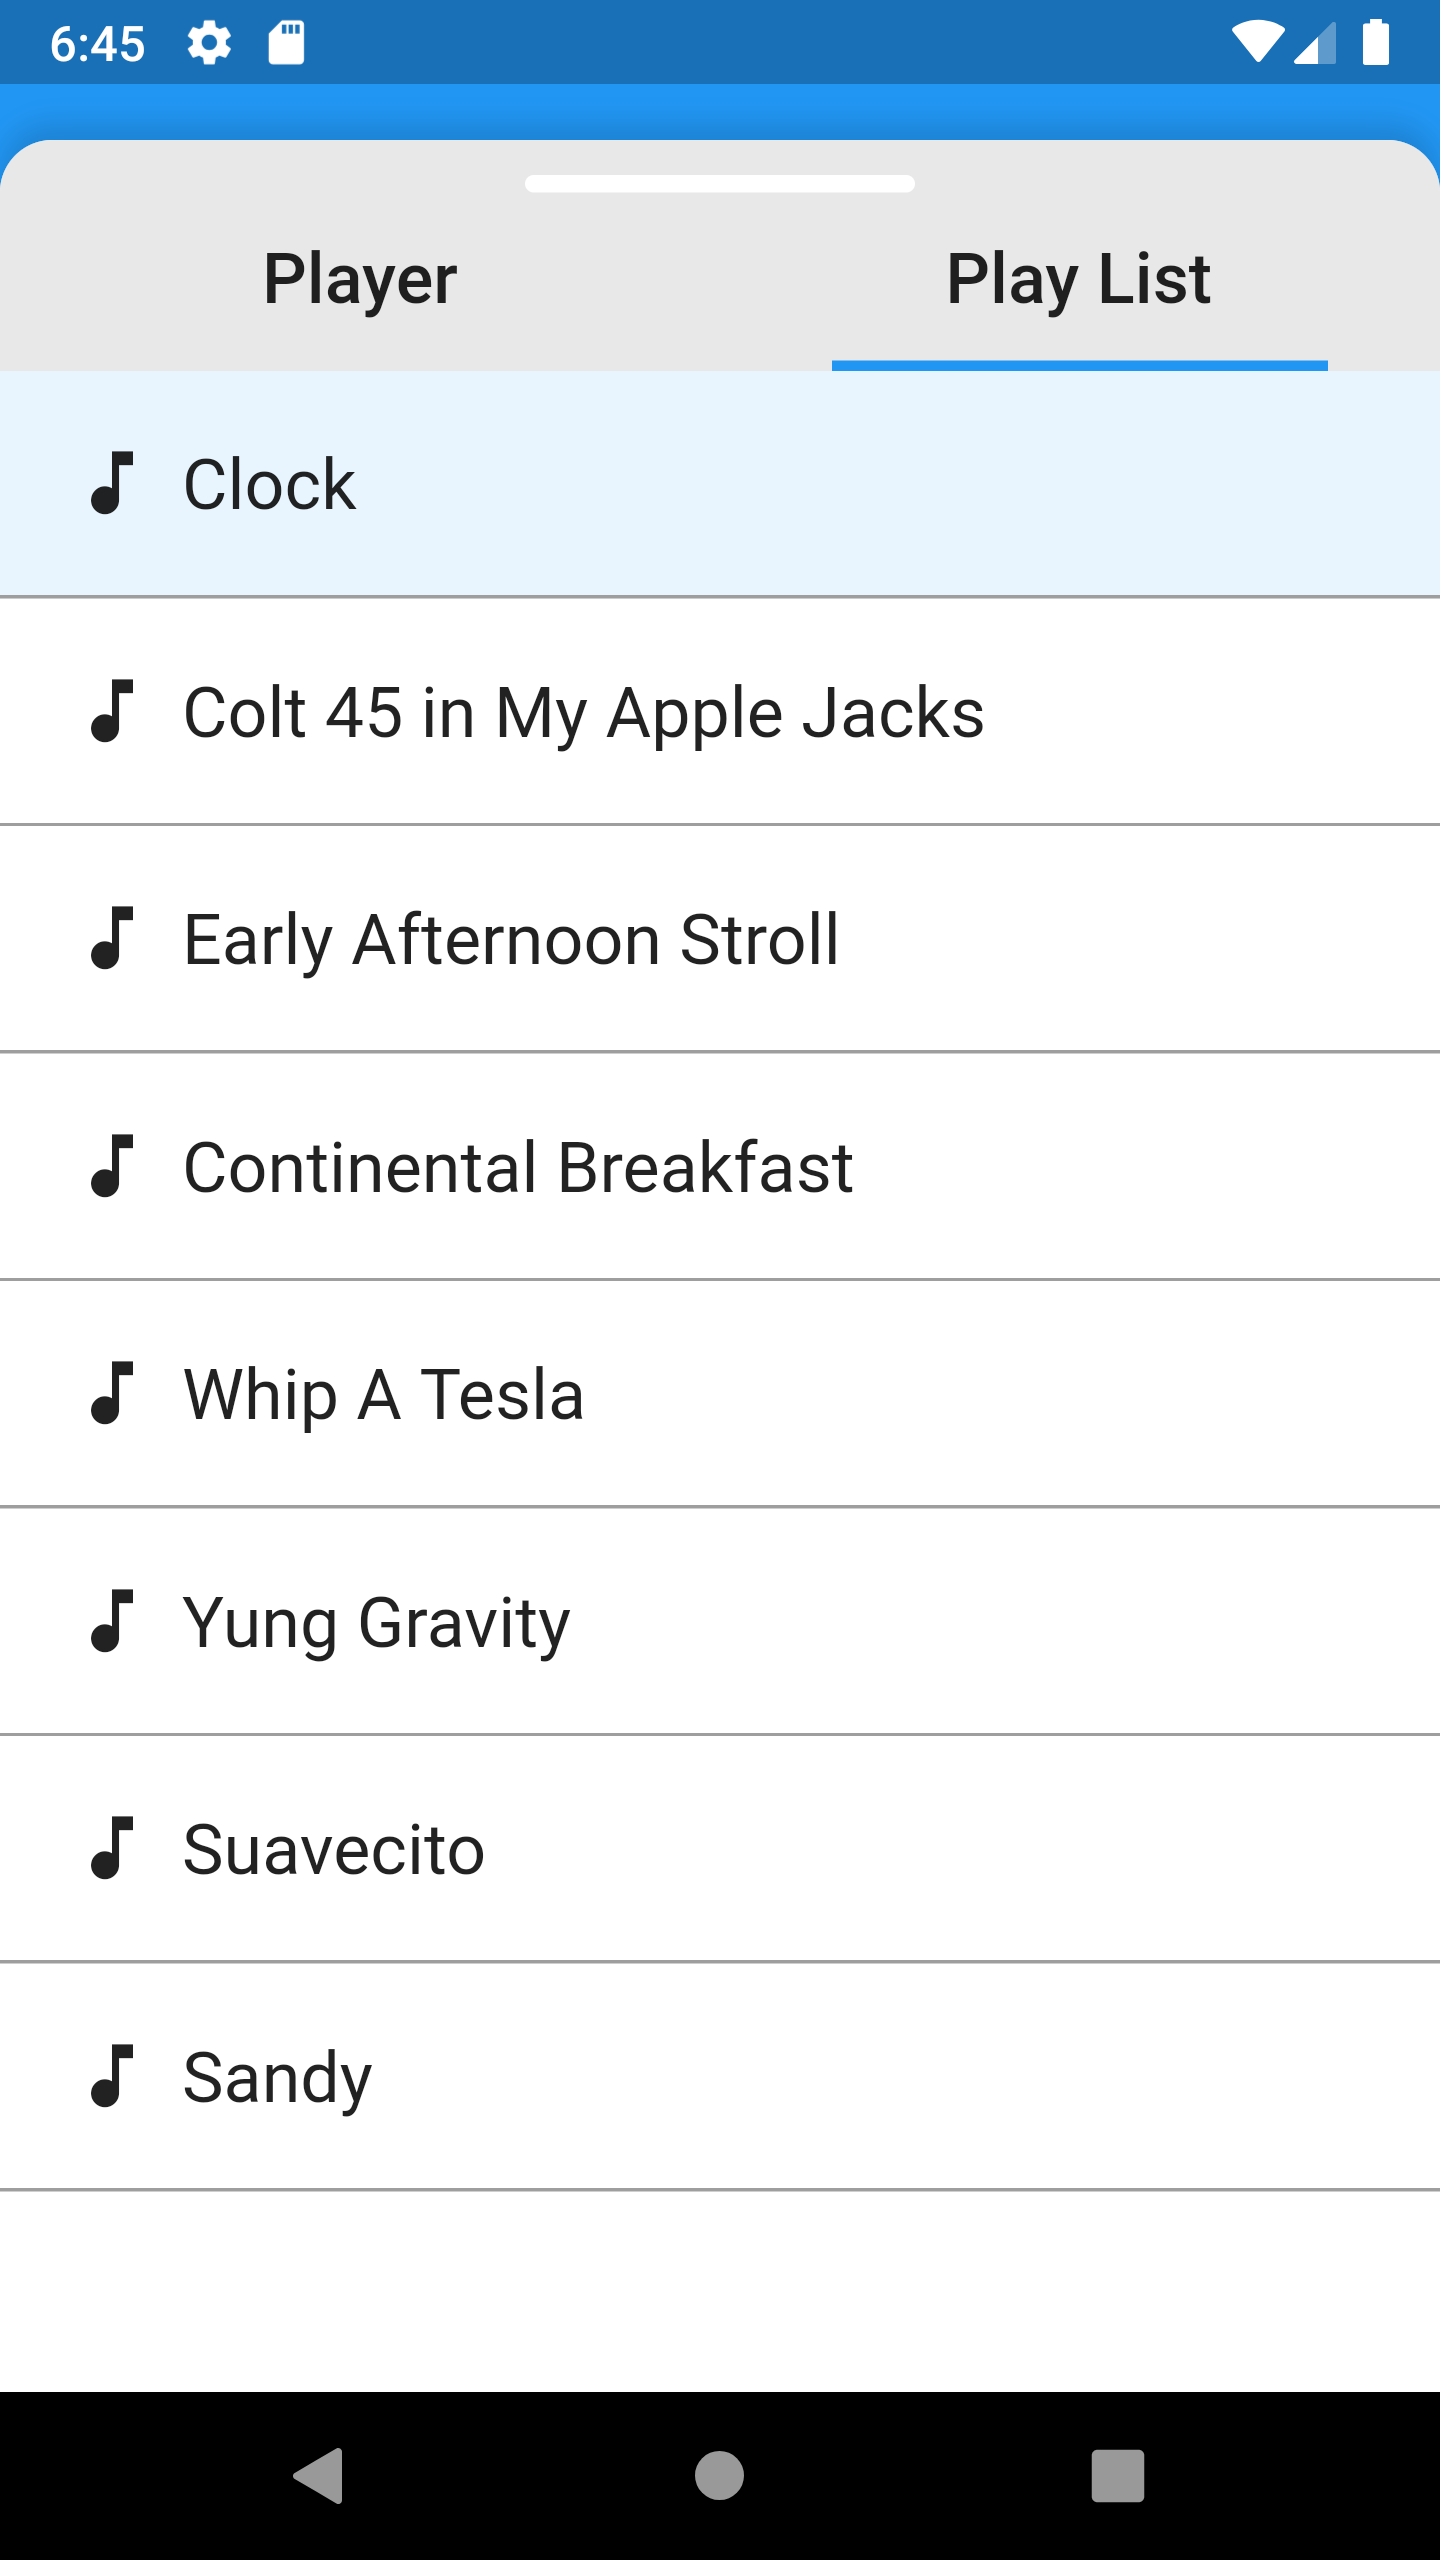 6:45
Player
Play List
Clock
Colt 45 in My Apple Jacks
Early Afternoon Stroll
Continental Breakfast
Whip A Tesla
Yung Gravity
Suavecito
Sandy